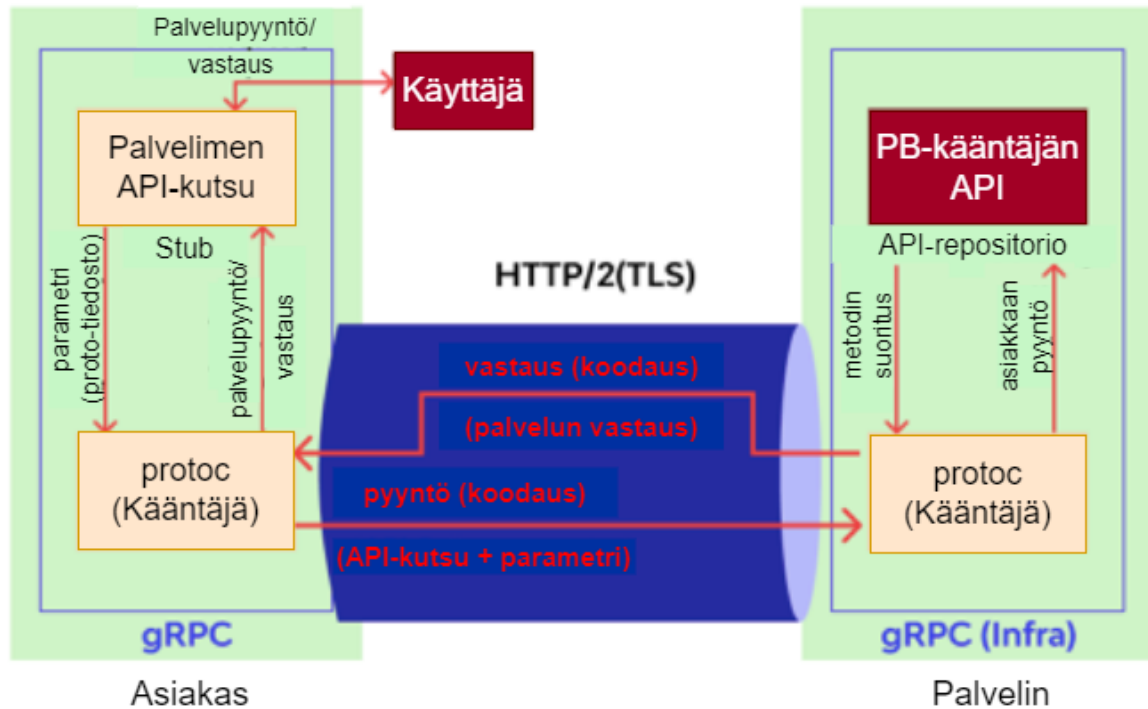 Palvelupyyntö/
vastaus
Käyttäjä
Palvelimen
API-kutsu
Stub
parametri
(proto-tiedosto)
palvelupyyntö/
vastaus
protoc
(Kääntäjä)
gRPC
Asiakas
HTTP/2(TLS)
vastaus (koodaus)
(palvelun vastaus)
pyyntö (koodaus)
(API-kutsu + parametri)
PB-kääntäjän
API
API-repositorio
metodin
suoritus
asiakkaan
pyyntö
protoc
(Kääntäjä)
gRPC (Infra)
Palvelin